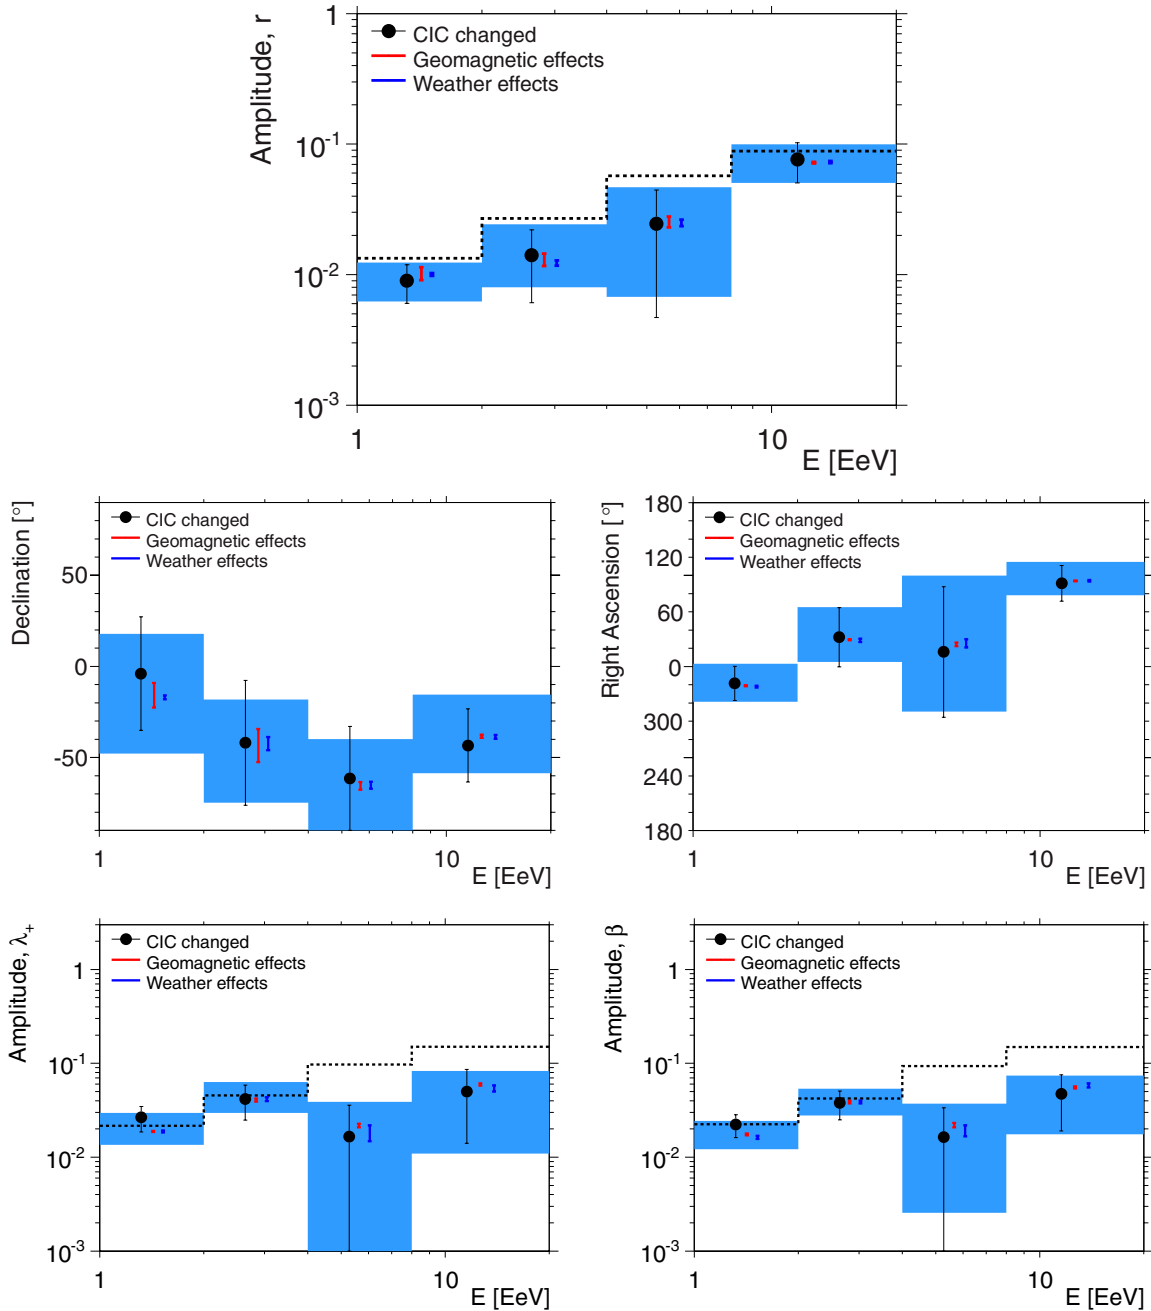 Amplitude, r
1
CIC changed
Geomagnetic effects
Weather effects
10⁻¹
10⁻²
10⁻³
1
10
E [EeV]
Declination [°]
CIC changed
Geomagnetic effects
Weather effects
50
0
-50
1
10
E [EeV]
Right Ascension [°]
180
CIC changed
Geomagnetic effects
Weather effects
120
60
0
300
240
180
1
10
E [EeV]
Amplitude, λ₊
CIC changed
Geomagnetic effects
Weather effects
1
10⁻¹
10⁻²
10⁻³
1
10
E [EeV]
Amplitude, β
CIC changed
Geomagnetic effects
Weather effects
1
10⁻¹
10⁻²
10⁻³
1
10
E [EeV]